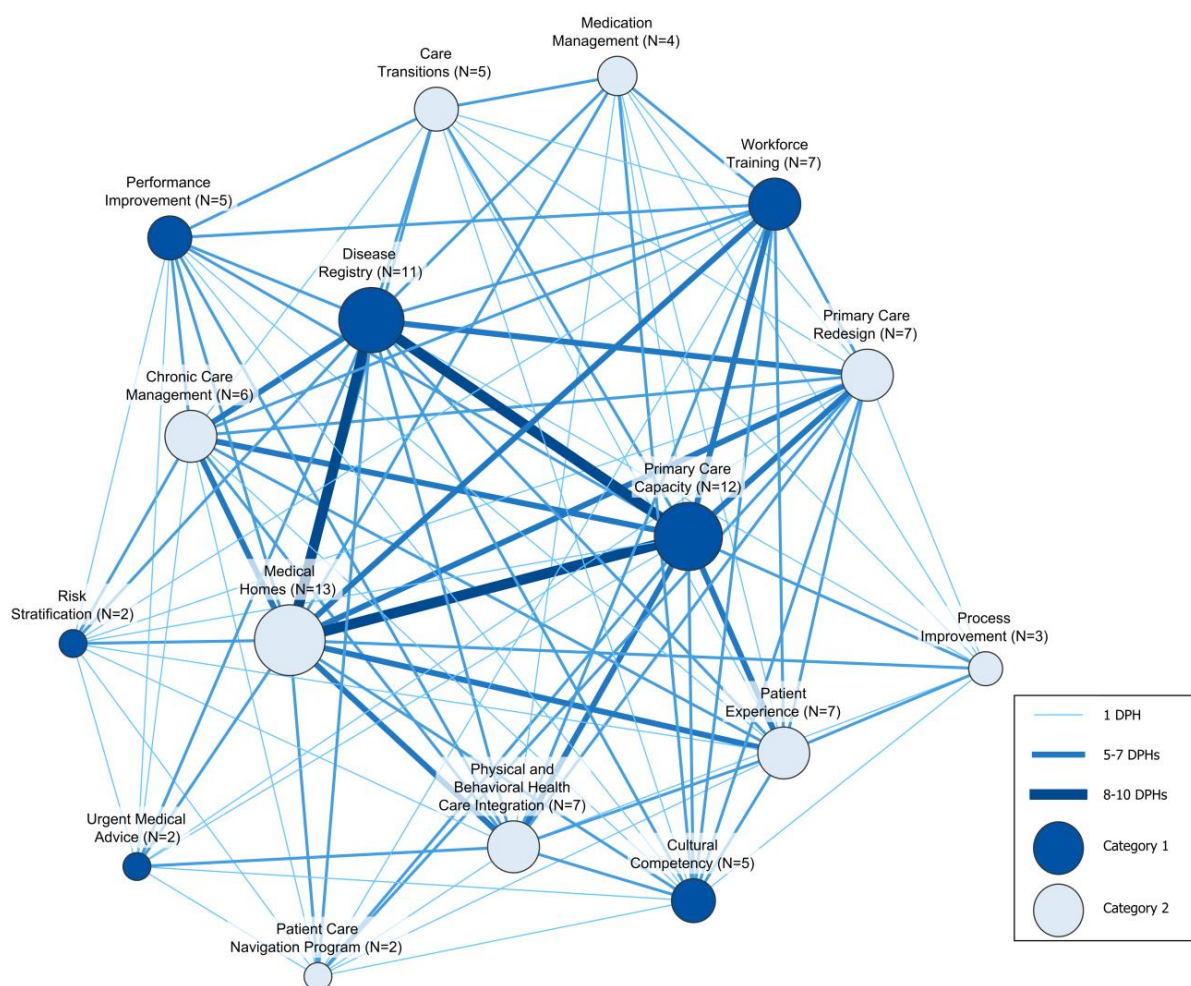 Medication
Management (N=4)
Care
Transitions (N=5)
Workforce
Training (N=7)
Performance
Improvement (N=5)
Disease
Registry (N=11)
Primary Care
Redesign (N=7)
Chronic Care
Management (N=6)
Primary Care
Capacity (N=12)
Medical
Homes (N=13)
Risk
Stratification (N=2)
Process
Improvement (N=3)
Patient
Experience (N=7)
Physical and
Behavioral Health
Care Integration (N=7)
Urgent Medical
Advice (N=2)
Cultural
Competency (N=5)
Patient Care
Navigation Program (N=2)
1 DPH
5-7 DPHs
8-10 DPHs
Category 1
Category 2